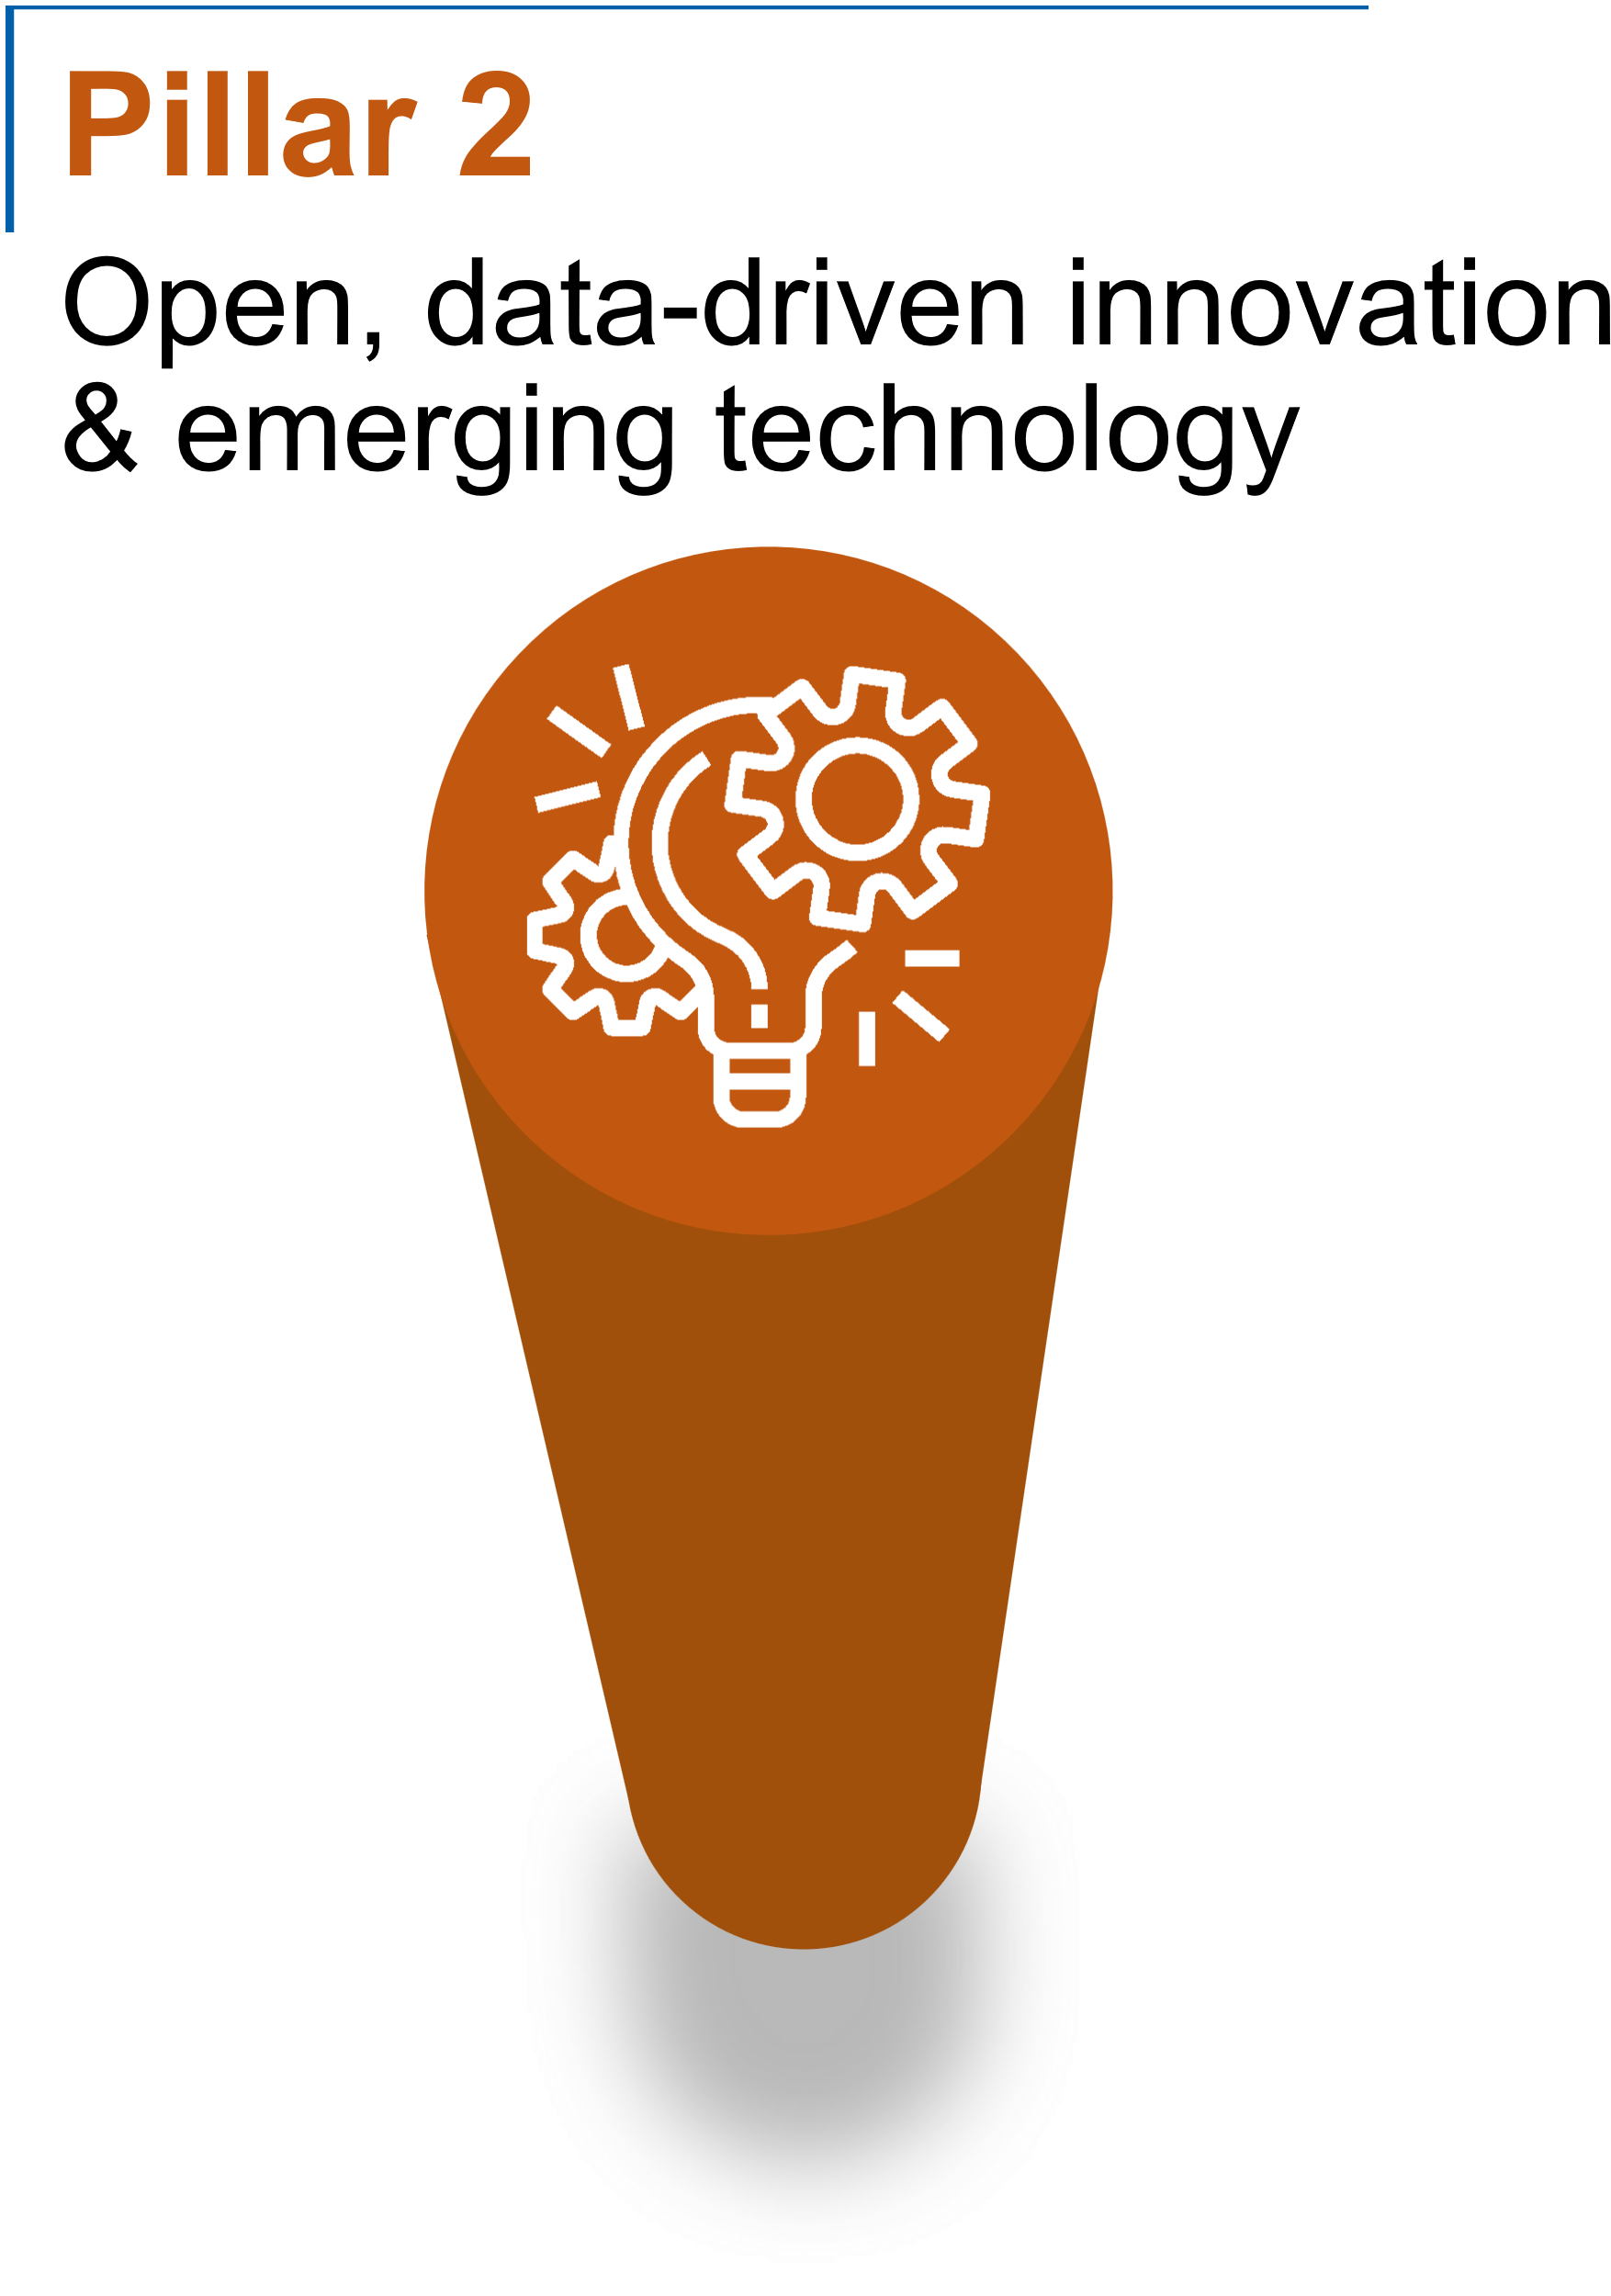 Pillar 2
Open, data-driven innovation
& emerging technology